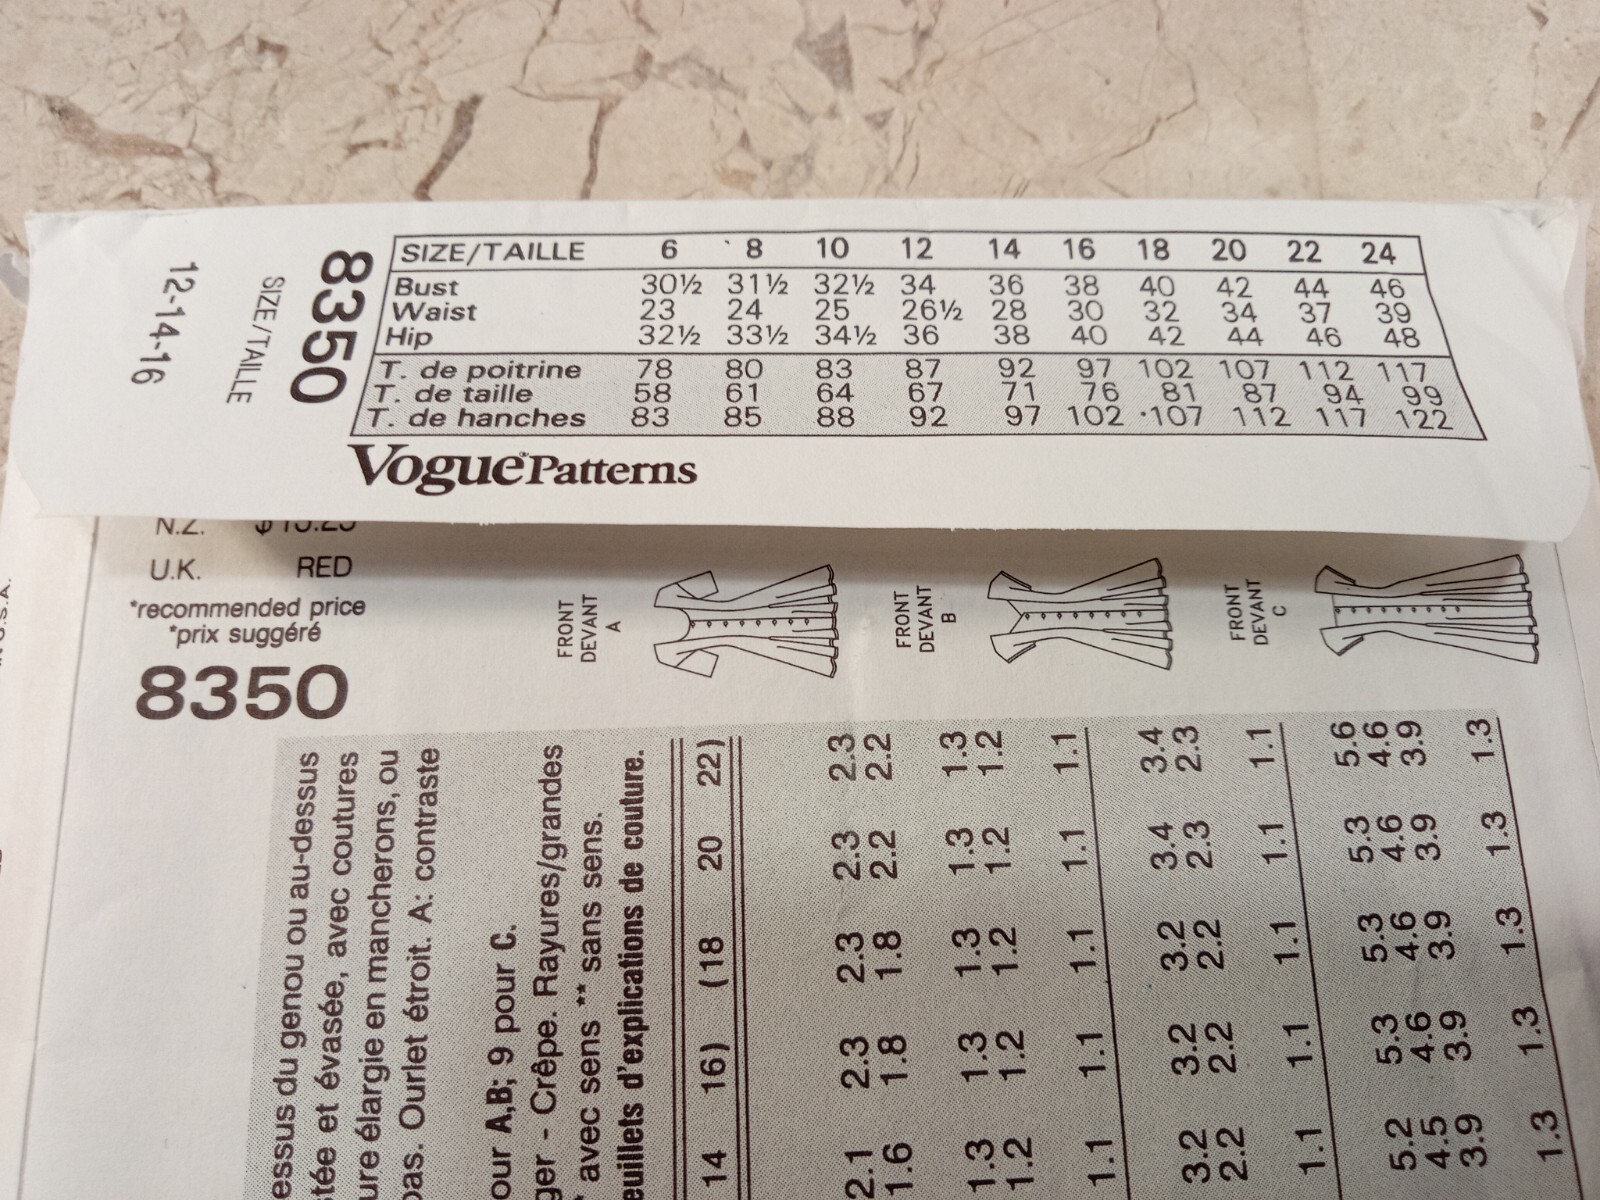 SIZE/TAILLE 6 8 10 12 14 16 18 20 22 24
Bust 30½ 31½ 32½ 34 36 38 40 42 44 46
Waist 23 24 25 26½ 28 30 32 34 37 39
Hip 32½ 33½ 34½ 36 38 40 42 44 46 48
T. de poitrine 78 80 83 87 92 97 102 107 112 117
T. de taille 58 61 64 67 71 76 81 87 94 99
T. de hanches 83 85 88 92 97 102 107 112 117 122
8350
SIZE/TAILLE
12-14-16
Vogue Patterns
N.Z.
U.K. RED
*recommended price
*prix suggéré
8350
FRONT
DEVANT
A
FRONT
DEVANT
B
FRONT
DEVANT
C
essus du genou ou au-dessus
tée et évasée, avec coutures
ure élargie en mancherons, ou
pas. Ourlet étroit. A: contraste
our A,B; 9 pour C.
ger - Crêpe. Rayures/grandes
avec sens ** sans sens.
euillets d'explications de couture.
14 16) (18 20 22)
2.1 2.3 2.3 2.3 2.3
1.6 1.8 1.8 2.2 2.2
1.3 1.3 1.3 1.3 1.3
1.2 1.2 1.2 1.2 1.2
1.1 1.1 1.1 1.1 1.1
3.2 3.2 3.2 3.4 3.4
2.2 2.2 2.2 2.3 2.3
1.1 1.1 1.1 1.1 1.1
5.2 5.3 5.3 5.3 5.6
4.5 4.6 4.6 4.6 4.6
3.9 3.9 3.9 3.9 3.9
1.3 1.3 1.3 1.3 1.3